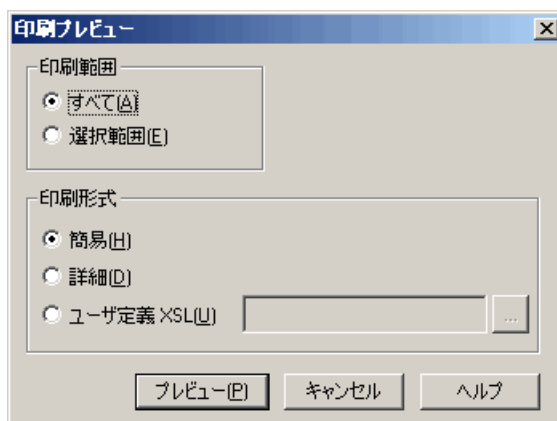 印刷プレビュー
印刷範囲
すべて(A)
選択範囲(E)
印刷形式
簡易(H)
詳細(D)
ユーザ定義 XSL(U)
...
プレビュー(P) キャンセル ヘルプ